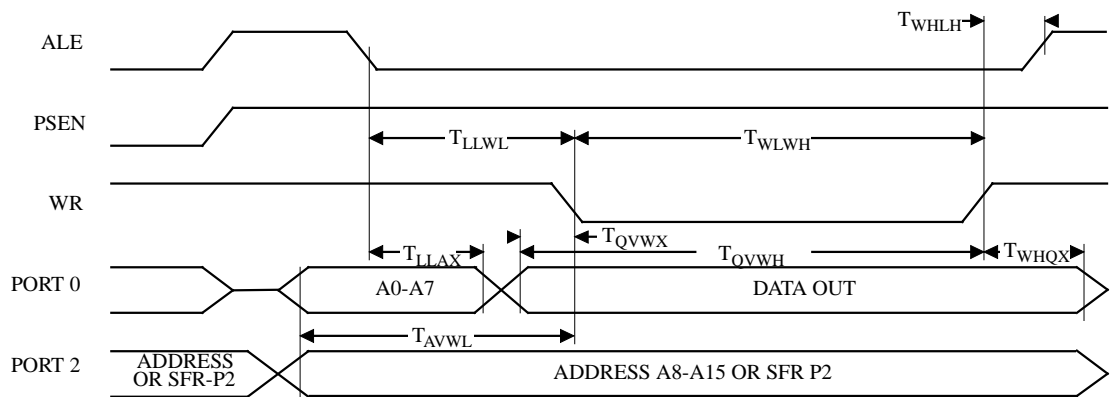 T_WHLH
ALE
PSEN
T_LLWL
T_WLWH
WR
T_QVWX
T_LLAX
T_QVWH
T_WHQX
PORT 0
A0-A7
DATA OUT
T_AVWL
PORT 2
ADDRESS
OR SFR-P2
ADDRESS A8-A15 OR SFR P2